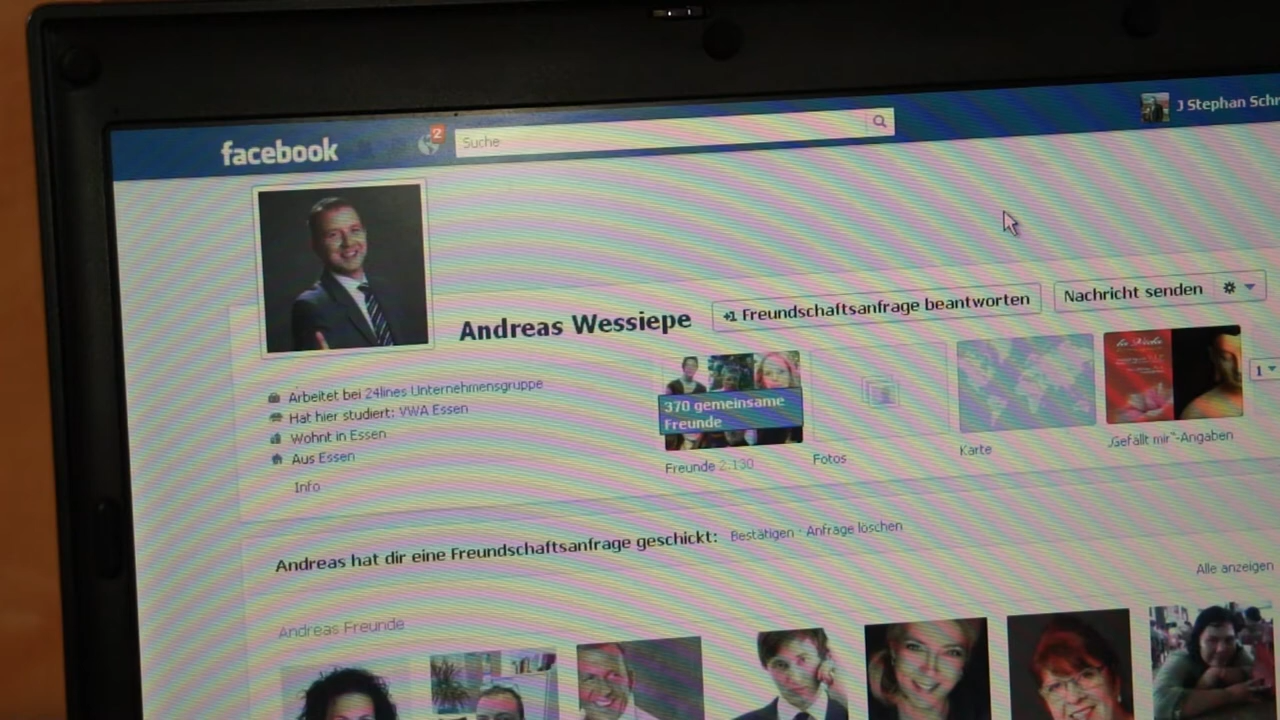 facebook
2
Suche
J Stephan Schr
Andreas Wessiepe
+1 Freundschaftsanfrage beantworten
Nachricht senden
Arbeitet bei 24lines Unternehmensgruppe
Hat hier studiert: VWA Essen
Wohnt in Essen
Aus Essen
Info
370 gemeinsame
Freunde
Freunde 2.130
Fotos
Karte
„Gefällt mir“-Angaben
1
Andreas hat dir eine Freundschaftsanfrage geschickt: Bestätigen · Anfrage löschen
Alle anzeigen
Andreas Freunde